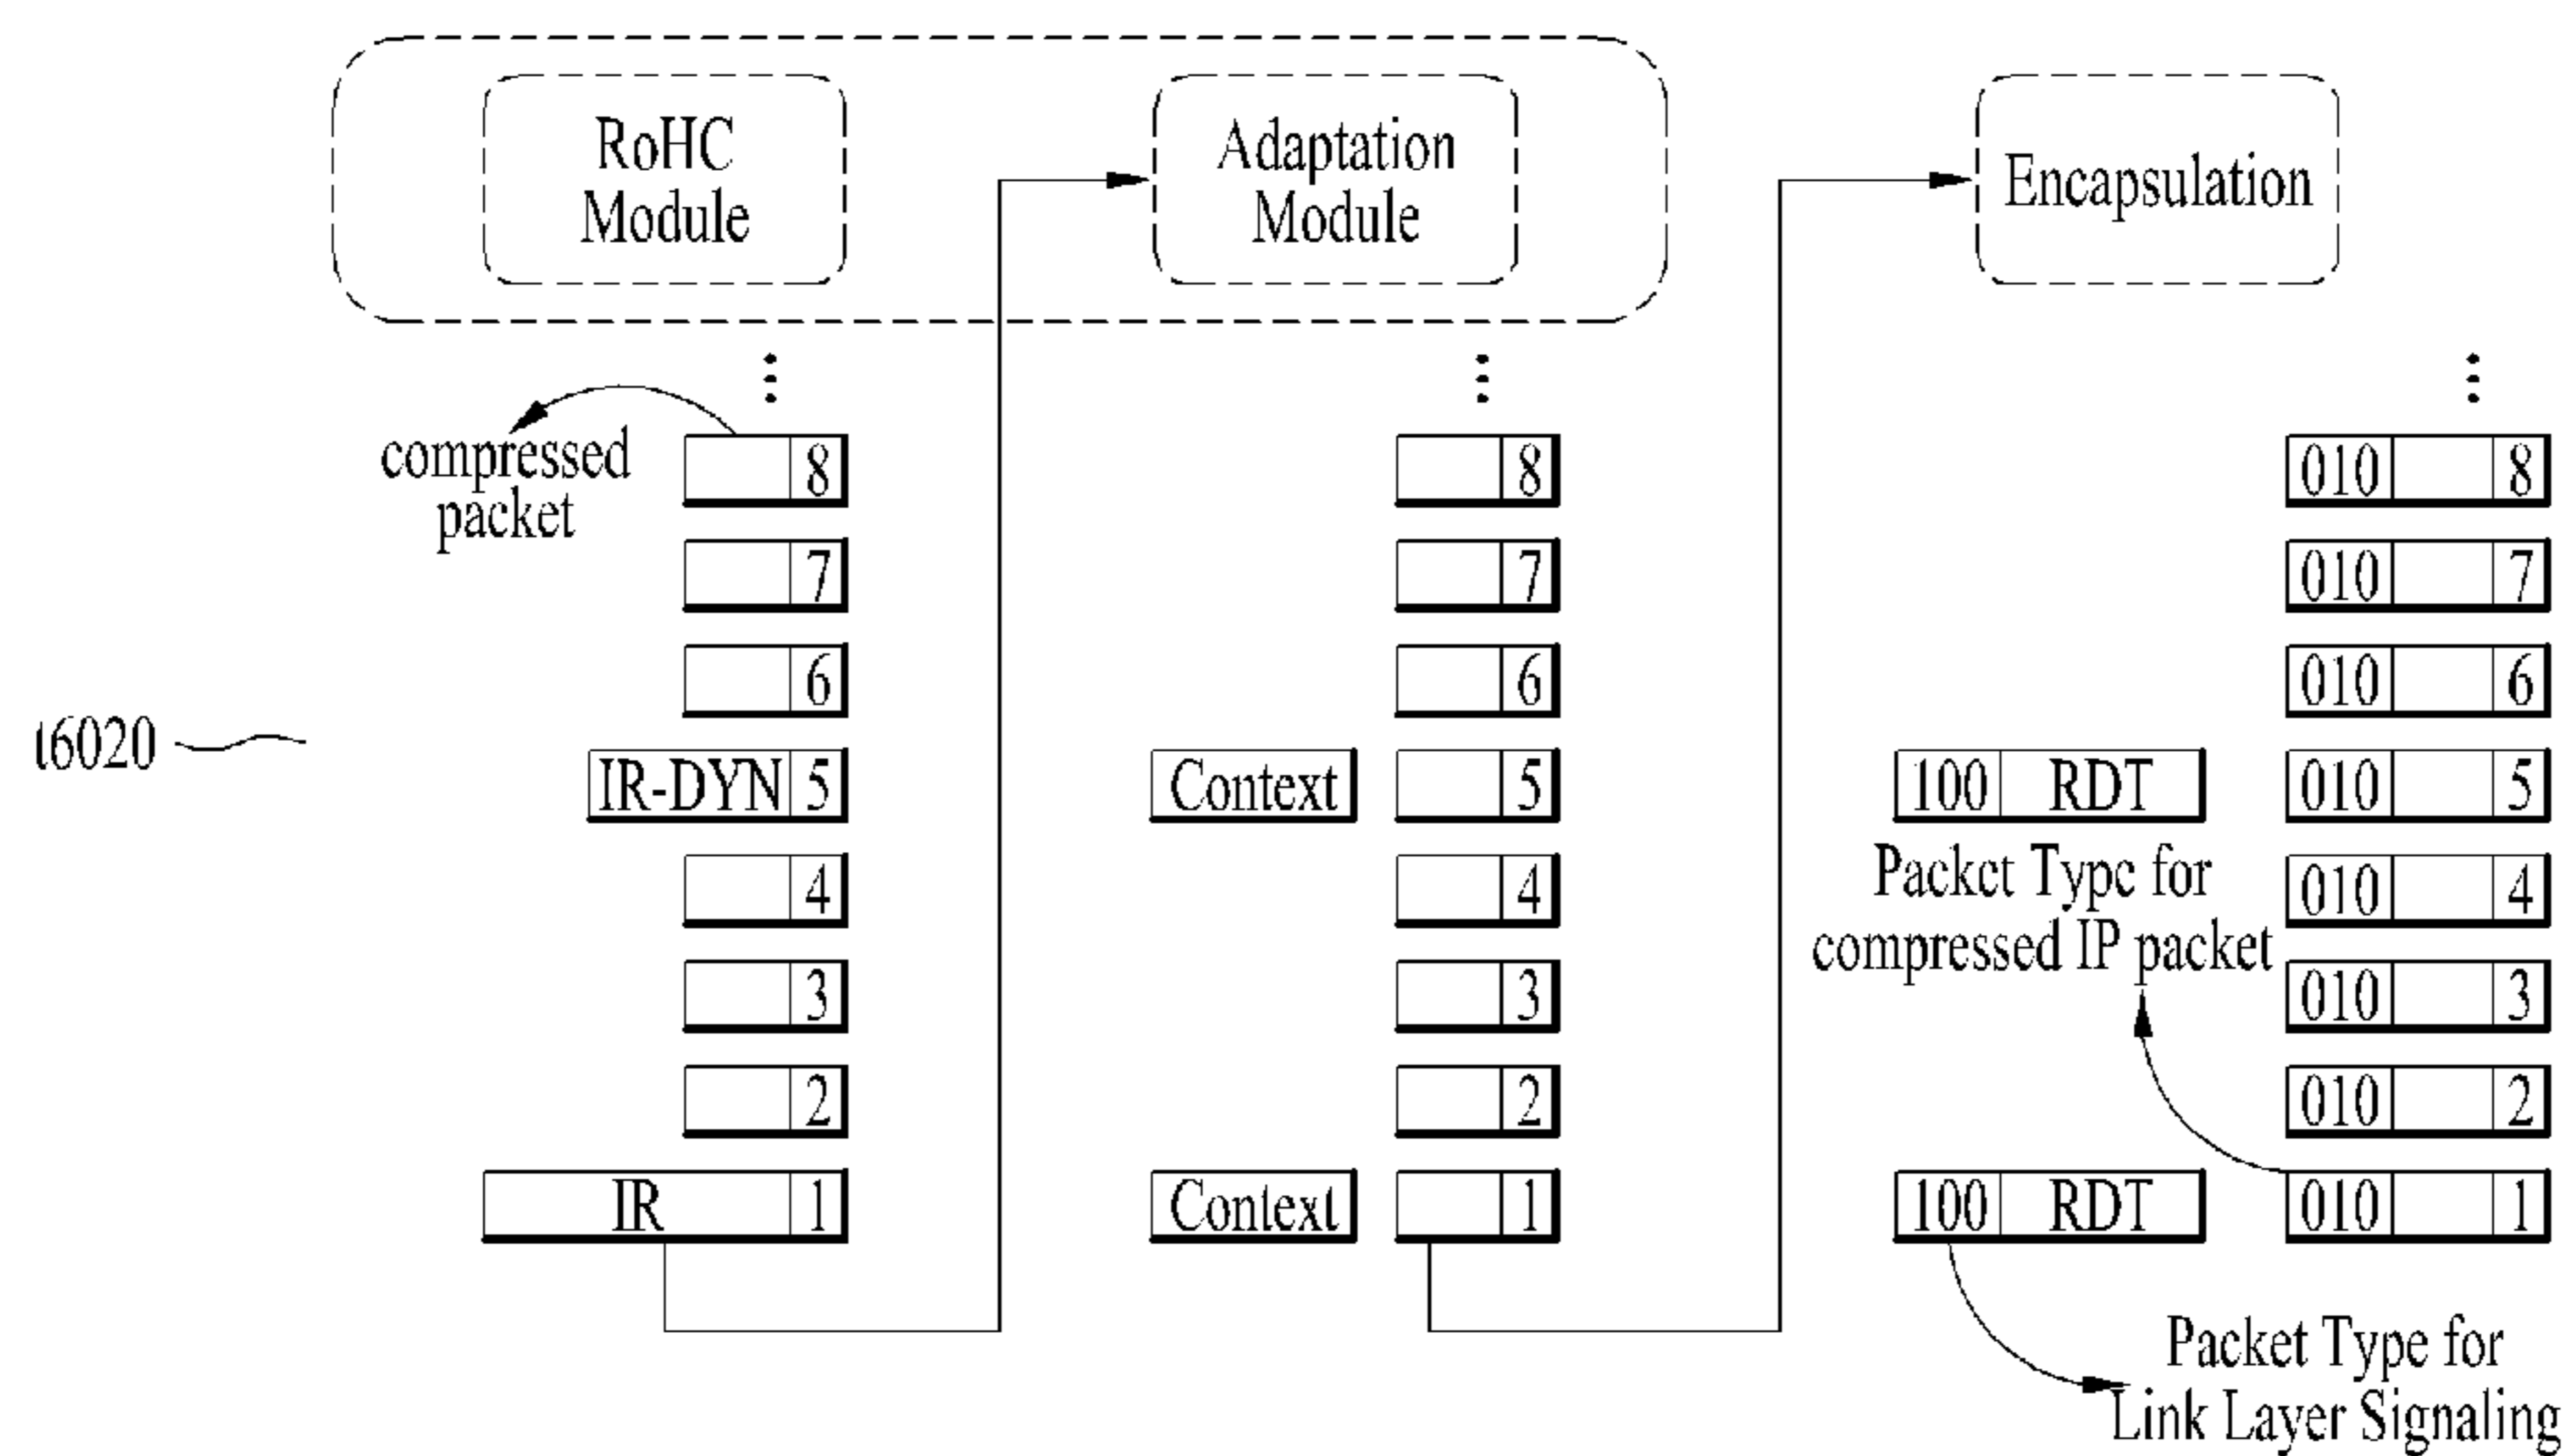 RoHC
Module
Adaptation
Module
Encapsulation
compressed
packet
8
8
010 8
7
7
010 7
6
6
010 6
t6020
IR-DYN 5
Context 5
100 RDT 010 5
4
4
010 4
Packet Type for
compressed IP packet
3
3
010 3
2
2
010 2
IR 1
Context 1
100 RDT 010 1
Packet Type for
Link Layer Signaling